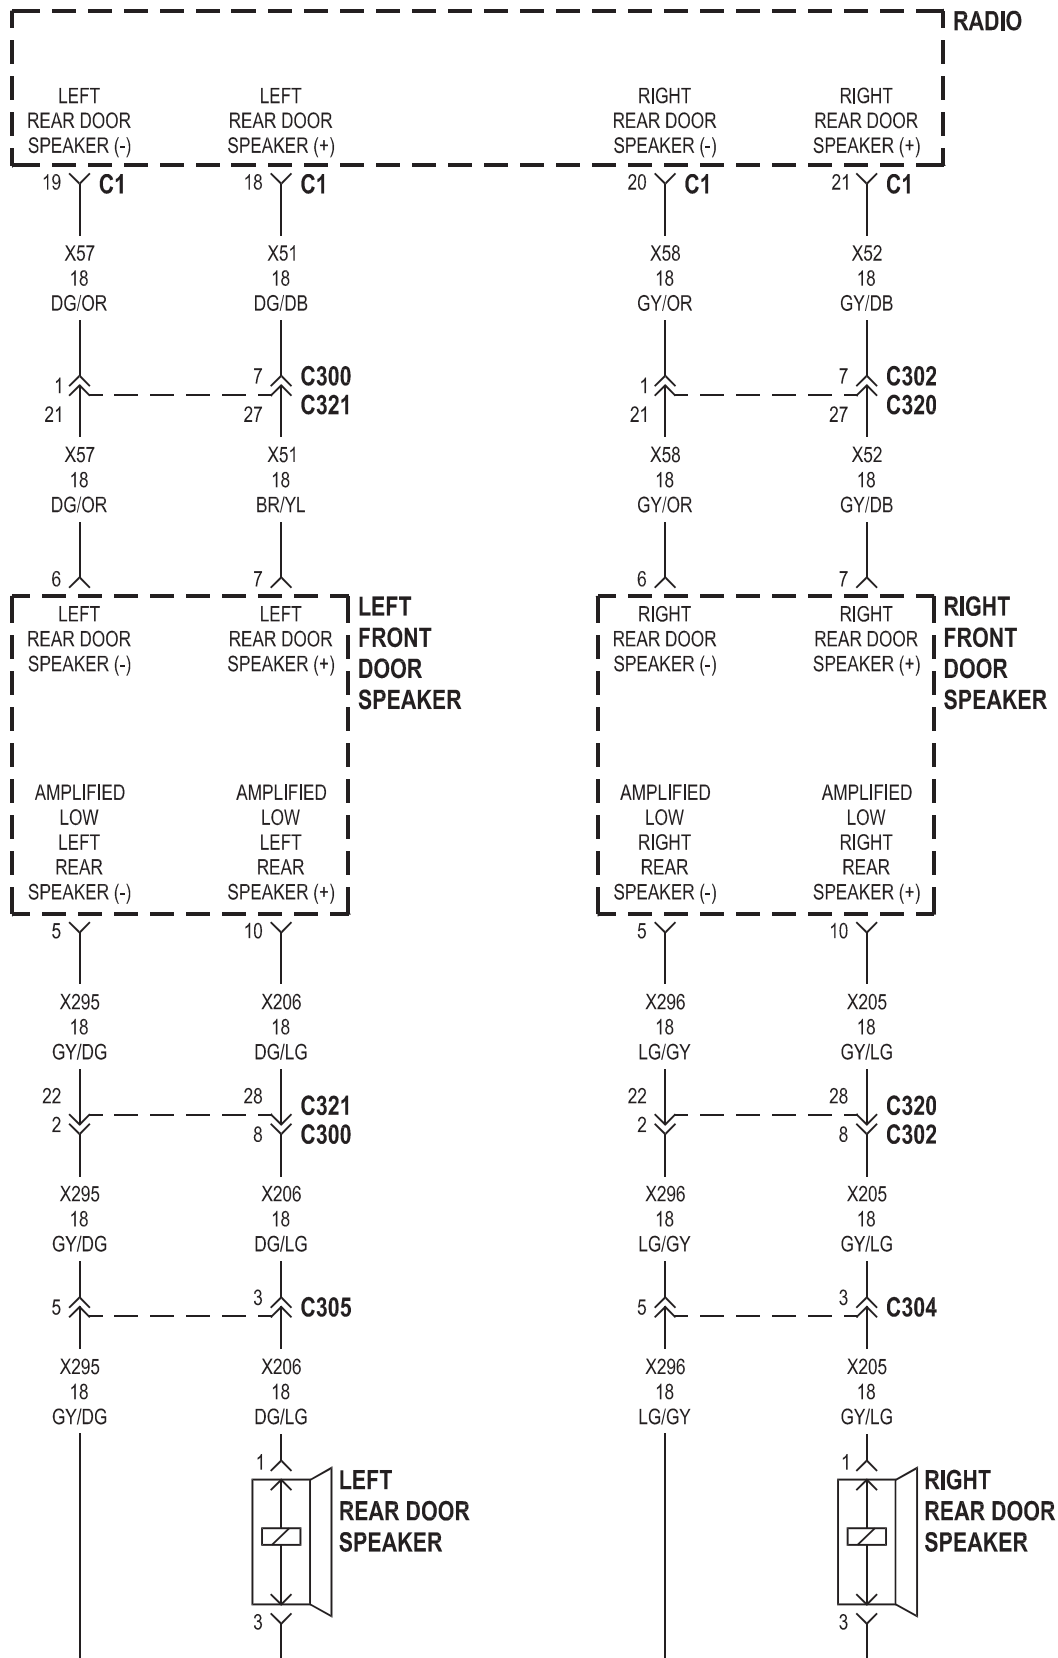 RADIO
LEFT LEFT RIGHT RIGHT
REAR DOOR REAR DOOR REAR DOOR REAR DOOR
SPEAKER (-) SPEAKER (+) SPEAKER (-) SPEAKER (+)
19 C1 18 C1 20 C1 21 C1
X57 X51 X58 X52
18 18 18 18
DG/OR DG/DB GY/OR GY/DB
1 7 C300 1 7 C302
21 27 C321 21 27 C320
X57 X51 X58 X52
18 18 18 18
DG/OR BR/YL GY/OR GY/DB
6 7 6 7
LEFT LEFT LEFT RIGHT RIGHT RIGHT
REAR DOOR REAR DOOR FRONT REAR DOOR REAR DOOR FRONT
SPEAKER (-) SPEAKER (+) DOOR SPEAKER (-) SPEAKER (+) DOOR
SPEAKER SPEAKER
AMPLIFIED AMPLIFIED AMPLIFIED AMPLIFIED
LOW LOW LOW LOW
LEFT LEFT RIGHT RIGHT
REAR REAR REAR REAR
SPEAKER (-) SPEAKER (+) SPEAKER (-) SPEAKER (+)
5 10 5 10
X295 X206 X296 X205
18 18 18 18
GY/DG DG/LG LG/GY GY/LG
22 28 C321 22 28 C320
2 8 C300 2 8 C302
X295 X206 X296 X205
18 18 18 18
GY/DG DG/LG LG/GY GY/LG
5 3 C305 5 3 C304
X295 X206 X296 X205
18 18 18 18
GY/DG DG/LG LG/GY GY/LG
1 1
LEFT RIGHT
REAR DOOR REAR DOOR
SPEAKER SPEAKER
3 3